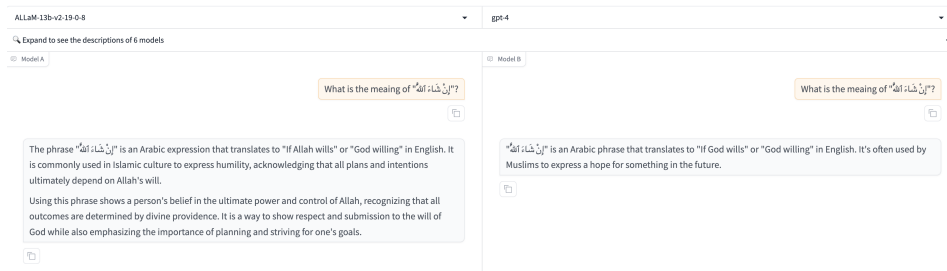 ALLaM-13b-v2-19-0-8
gpt-4
Expand to see the descriptions of 6 models
Model A
Model B
What is the meaing of "إِنْ شَاءَ ٱللَّٰهُ"?
The phrase "إِنْ شَاءَ ٱللَّٰهُ" is an Arabic expression that translates to "If Allah wills" or "God willing" in English. It
is commonly used in Islamic culture to express humility, acknowledging that all plans and intentions
ultimately depend on Allah's will.
Using this phrase shows a person's belief in the ultimate power and control of Allah, recognizing that all
outcomes are determined by divine providence. It is a way to show respect and submission to the will of
God while also emphasizing the importance of planning and striving for one's goals.
What is the meaing of "إِنْ شَاءَ ٱللَّٰهُ"?
"إِنْ شَاءَ ٱللَّٰهُ" is an Arabic phrase that translates to "If God wills" or "God willing" in English. It's often used by
Muslims to express a hope for something in the future.